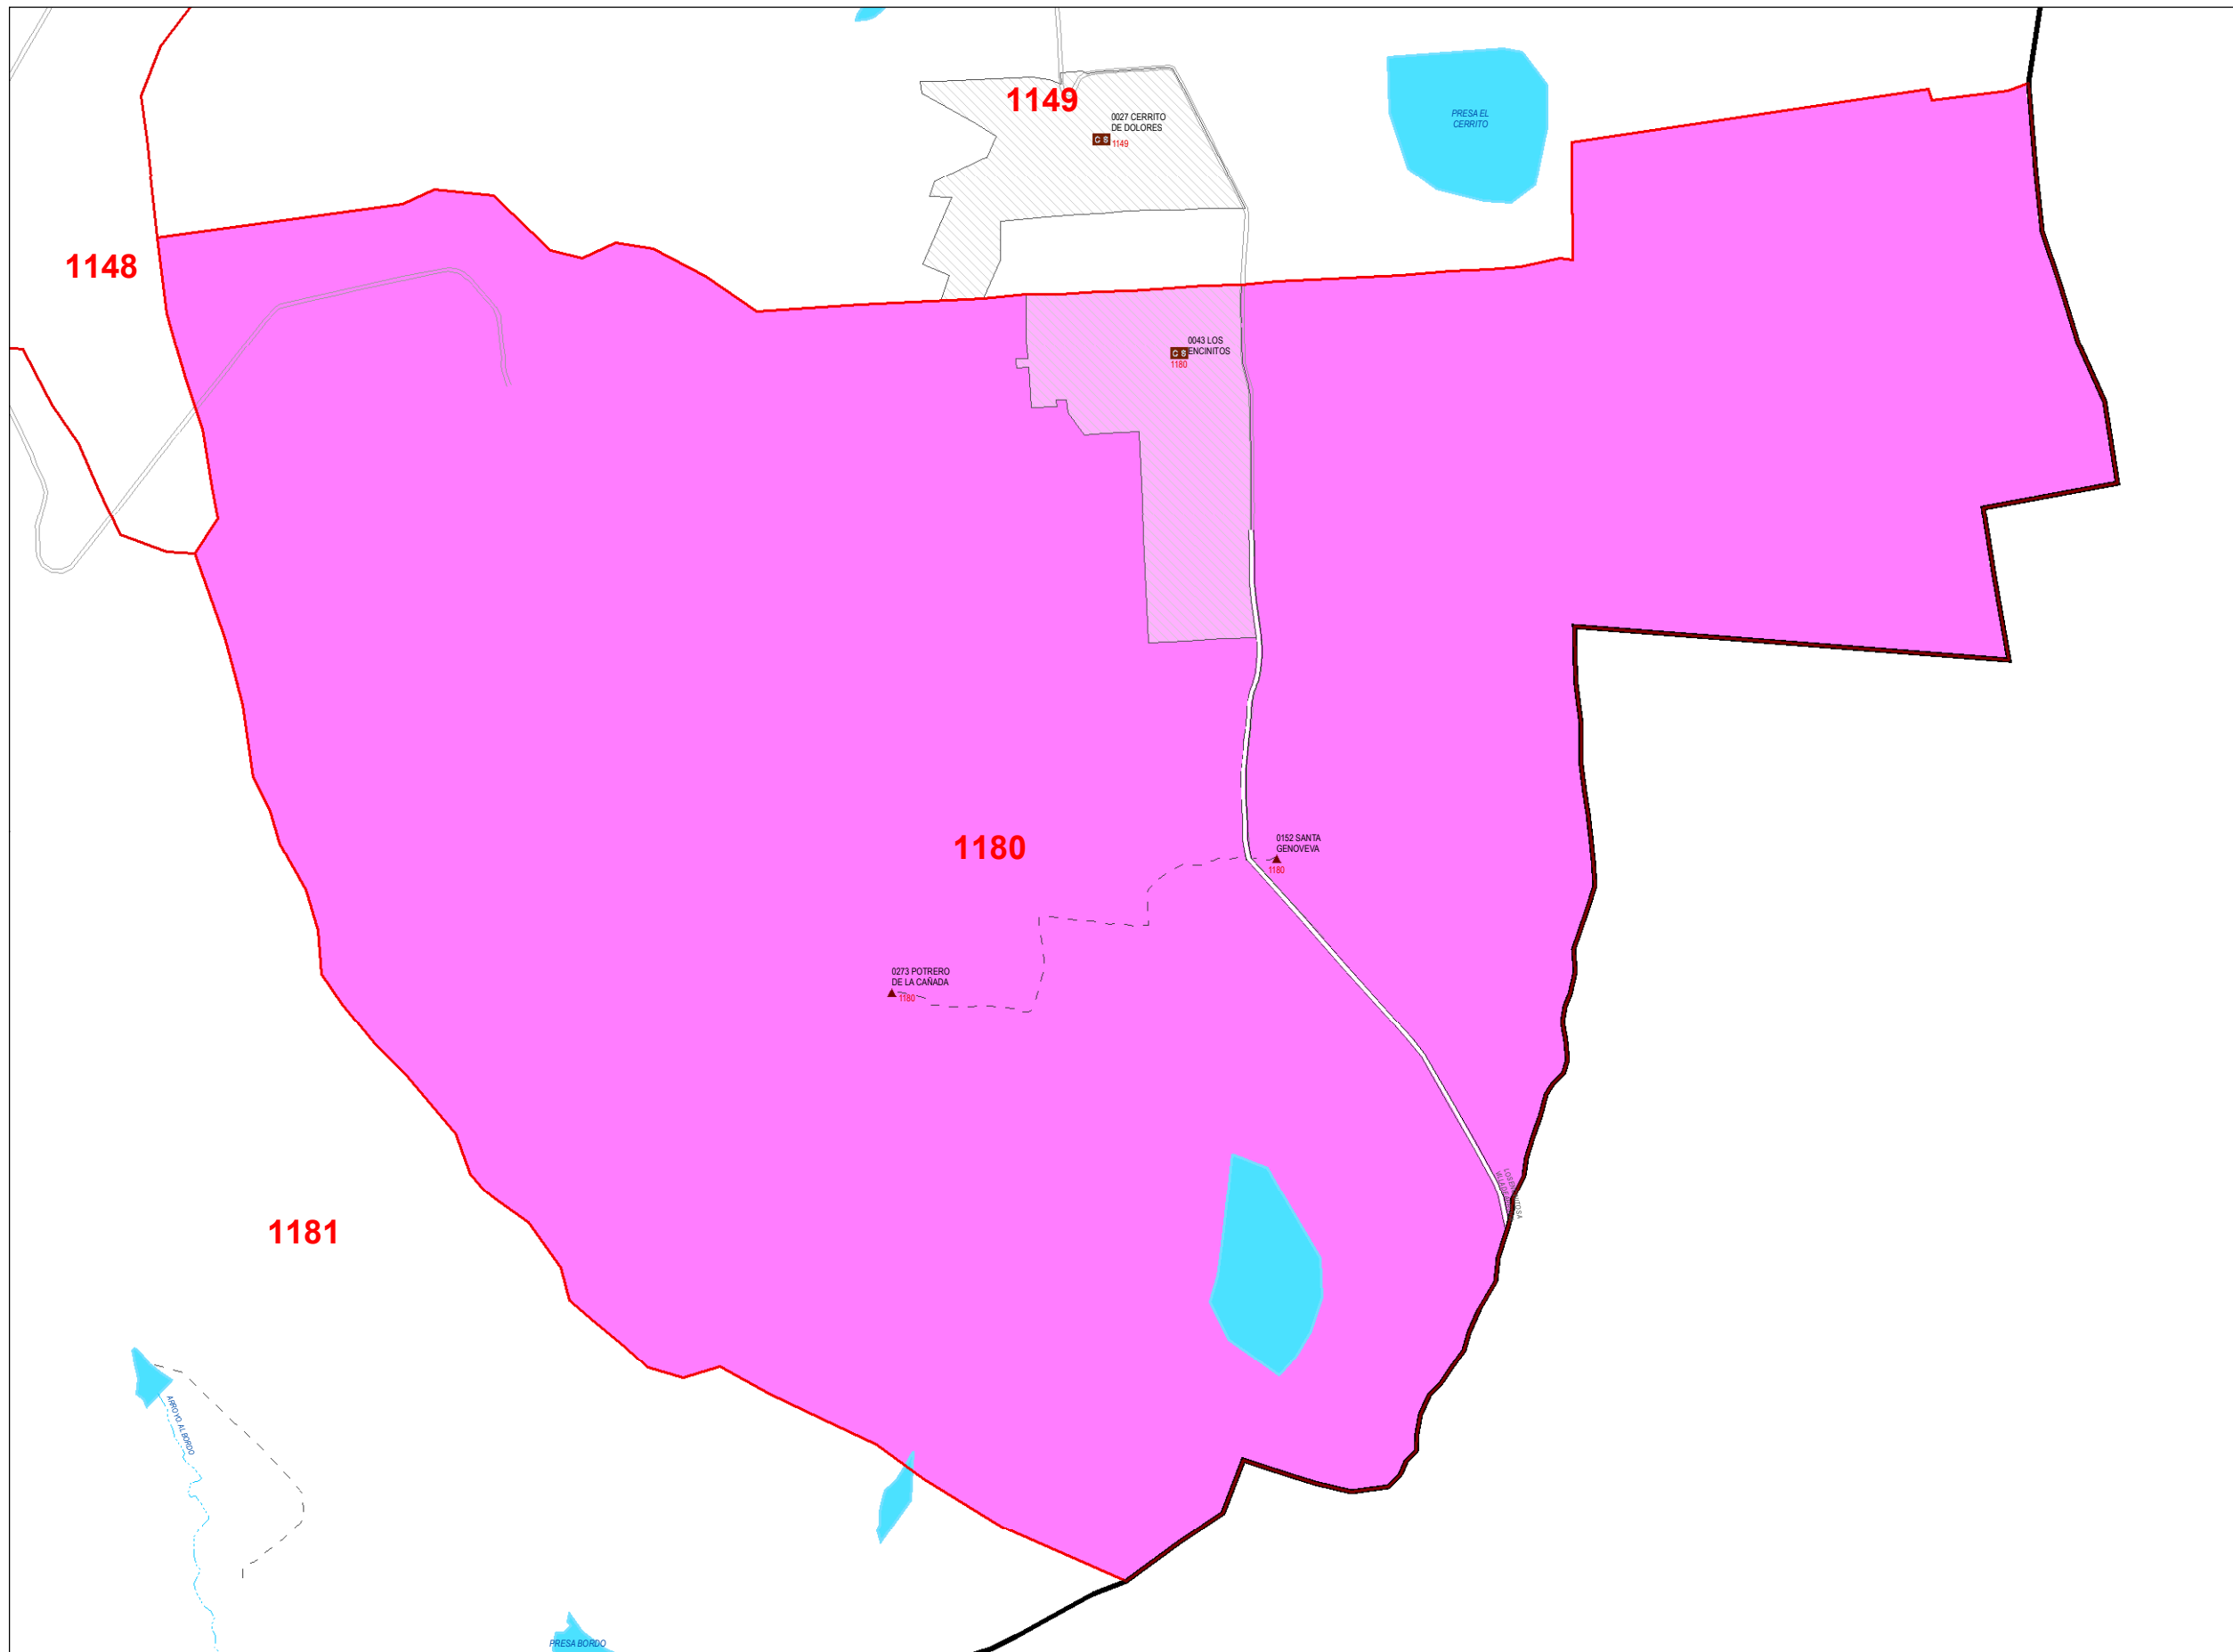 1149
0027 CERRITO
DE DOLORES
C S
1149
PRESA EL
CERRITO
1148
0043 LOS
ENCINITOS
C S
1180
1180
0152 SANTA
GENOVEVA
1180
0273 POTRERO
DE LA CAÑADA
1180
1181
ARROYO AL BORDO
PRESA BORDO